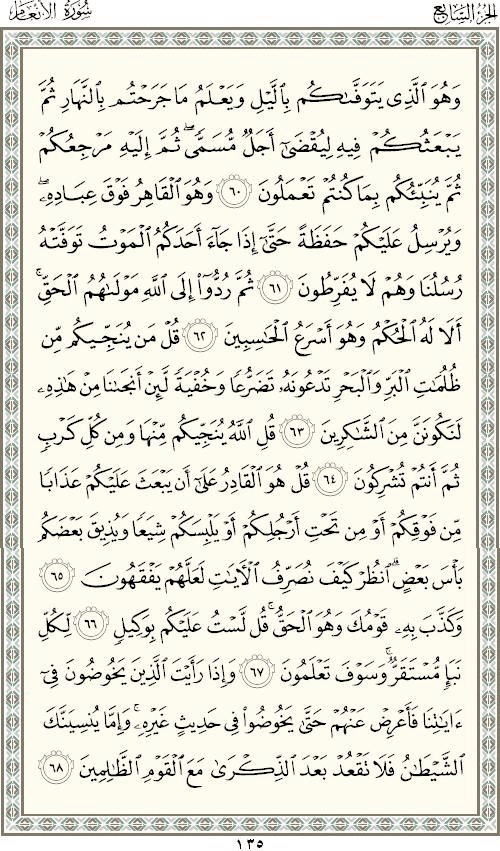 الجزء السابع سورة الأنعام
وَهُوَ ٱلَّذِى يَتَوَفَّىٰكُم بِٱلَّيْلِ وَيَعْلَمُ مَا جَرَحْتُم بِٱلنَّهَارِ ثُمَّ
يَبْعَثُكُمْ فِيهِ لِيُقْضَىٰٓ أَجَلٌ مُّسَمًّى ۖ ثُمَّ إِلَيْهِ مَرْجِعُكُمْ
ثُمَّ يُنَبِّئُكُم بِمَا كُنتُمْ تَعْمَلُونَ ٦٠ وَهُوَ ٱلْقَاهِرُ فَوْقَ عِبَادِهِۦ ۖ
وَيُرْسِلُ عَلَيْكُمْ حَفَظَةً حَتَّىٰٓ إِذَا جَآءَ أَحَدَكُمُ ٱلْمَوْتُ تَوَفَّتْهُ
رُسُلُنَا وَهُمْ لَا يُفَرِّطُونَ ٦١ ثُمَّ رُدُّوٓا۟ إِلَى ٱللَّهِ مَوْلَىٰهُمُ ٱلْحَقِّ ۚ
أَلَا لَهُ ٱلْحُكْمُ وَهُوَ أَسْرَعُ ٱلْحَٰسِبِينَ ٦٢ قُلْ مَن يُنَجِّيكُم مِّن
ظُلُمَٰتِ ٱلْبَرِّ وَٱلْبَحْرِ تَدْعُونَهُۥ تَضَرُّعًا وَخُفْيَةً لَّئِنْ أَنجَىٰنَا مِنْ هَٰذِهِۦ
لَنَكُونَنَّ مِنَ ٱلشَّٰكِرِينَ ٦٣ قُلِ ٱللَّهُ يُنَجِّيكُم مِّنْهَا وَمِن كُلِّ كَرْبٍ
ثُمَّ أَنتُمْ تُشْرِكُونَ ٦٤ قُلْ هُوَ ٱلْقَادِرُ عَلَىٰٓ أَن يَبْعَثَ عَلَيْكُمْ عَذَابًا
مِّن فَوْقِكُمْ أَوْ مِن تَحْتِ أَرْجُلِكُمْ أَوْ يَلْبِسَكُمْ شِيَعًا وَيُذِيقَ بَعْضَكُم
بَأْسَ بَعْضٍ ۗ ٱنظُرْ كَيْفَ نُصَرِّفُ ٱلْءَايَٰتِ لَعَلَّهُمْ يَفْقَهُونَ ٦٥
وَكَذَّبَ بِهِۦ قَوْمُكَ وَهُوَ ٱلْحَقُّ ۚ قُل لَّسْتُ عَلَيْكُم بِوَكِيلٍ ٦٦ لِّكُلِّ
نَبَإٍ مُّسْتَقَرٌّ ۚ وَسَوْفَ تَعْلَمُونَ ٦٧ وَإِذَا رَأَيْتَ ٱلَّذِينَ يَخُوضُونَ فِىٓ
ءَايَٰتِنَا فَأَعْرِضْ عَنْهُمْ حَتَّىٰ يَخُوضُوا۟ فِى حَدِيثٍ غَيْرِهِۦ ۚ وَإِمَّا يُنسِيَنَّكَ
ٱلشَّيْطَٰنُ فَلَا تَقْعُدْ بَعْدَ ٱلذِّكْرَىٰ مَعَ ٱلْقَوْمِ ٱلظَّٰلِمِينَ ٦٨
١٣٥